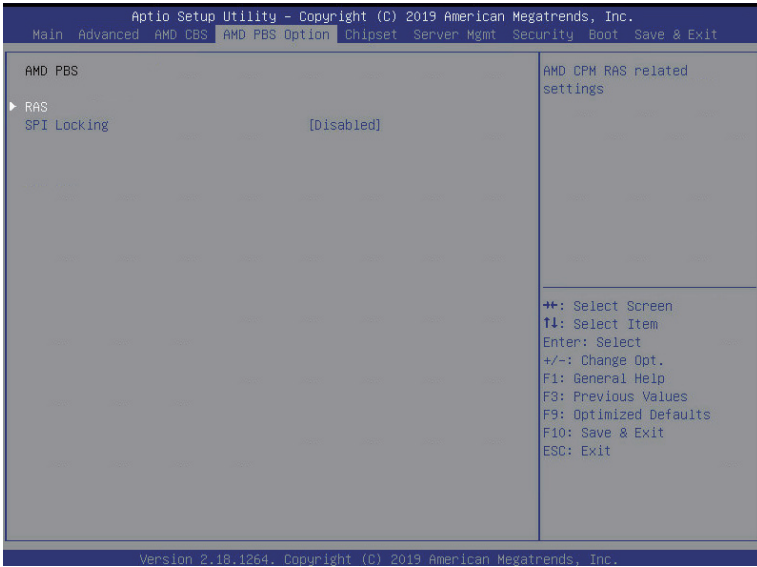 Aptio Setup Utility – Copyright (C) 2019 American Megatrends, Inc.
Main Advanced AMD CBS AMD PBS Option Chipset Server Mgmt Security Boot Save & Exit
AMD PBS
RAS
SPI Locking [Disabled]
AMD CPM RAS related
settings
→←: Select Screen
↑↓: Select Item
Enter: Select
+/-: Change Opt.
F1: General Help
F3: Previous Values
F9: Optimized Defaults
F10: Save & Exit
ESC: Exit
Version 2.18.1264. Copyright (C) 2019 American Megatrends, Inc.